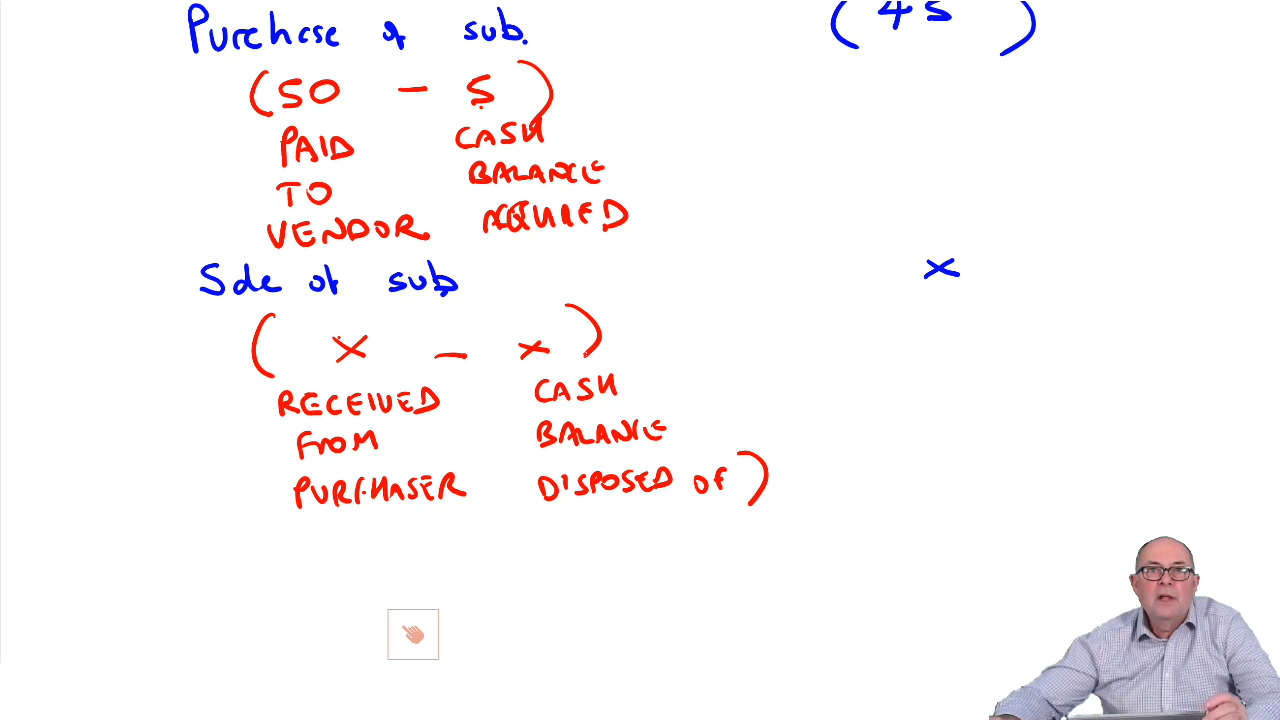 Purchase of sub. (45)
(50 - 5)
PAID CASH
TO BALANCE
VENDOR ACQUIRED
Sale of sub x
(x - x)
RECEIVED CASH
FROM BALANCE
PURCHASER DISPOSED OF)